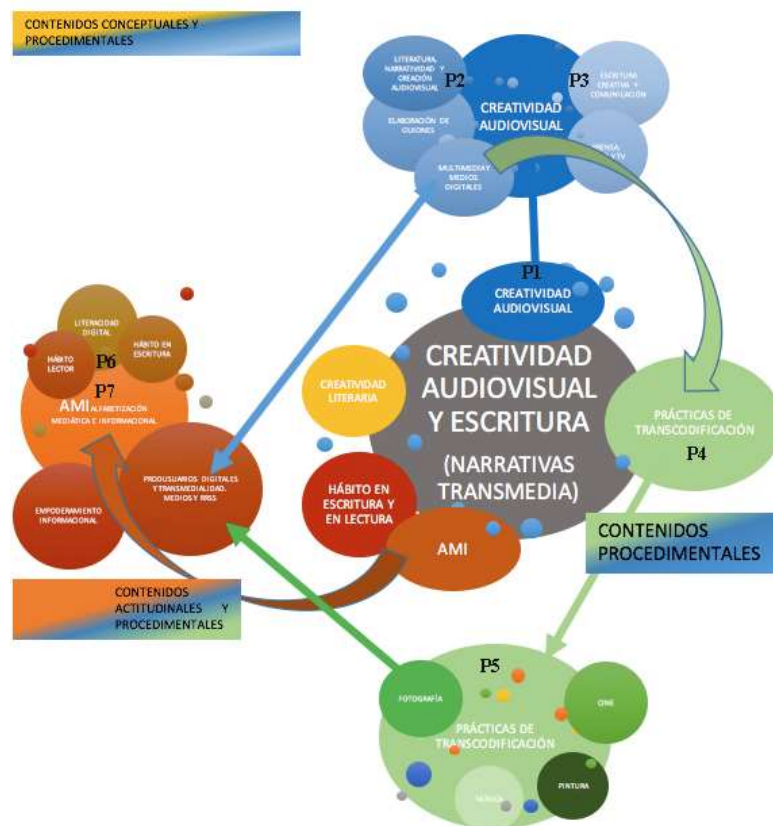 CONTENIDOS CONCEPTUALES Y
PROCEDIMENTALES
LITERATURA,
NARRATIVIDAD Y
CREACIÓN
AUDIOVISUAL
P2
ELABORACIÓN DE
GUIONES
MULTIMEDIA Y
MEDIOS
DIGITALES
CREATIVIDAD
AUDIOVISUAL
P3
ESCRITURA
CREATIVA Y
COMUNICACIÓN
Y TV
P1
CREATIVIDAD
AUDIOVISUAL
LITERACIDAD
DIGITAL
HÁBITO
LECTOR
HÁBITO EN
ESCRITURA
P6
P7
AMI ALFABETIZACIÓN
MEDIÁTICA E INFORMACIONAL
EMPODERAMIENTO
INFORMACIONAL
PRODUSUARIOS DIGITALES
Y TRANSMEDIALIDAD.
MEDIOS Y RRSS
CREATIVIDAD
LITERARIA
CREATIVIDAD
AUDIOVISUAL
Y ESCRITURA
(NARRATIVAS
TRANSMEDIA)
HÁBITO EN
ESCRITURA Y
EN LECTURA
AMI
PRÁCTICAS DE
TRANSCODIFICACIÓN
P4
CONTENIDOS
PROCEDIMENTALES
CONTENIDOS
ACTITUDINALES Y
PROCEDIMENTALES
P5
FOTOGRAFÍA
CINE
PRÁCTICAS DE
TRANSCODIFICACIÓN
PINTURA